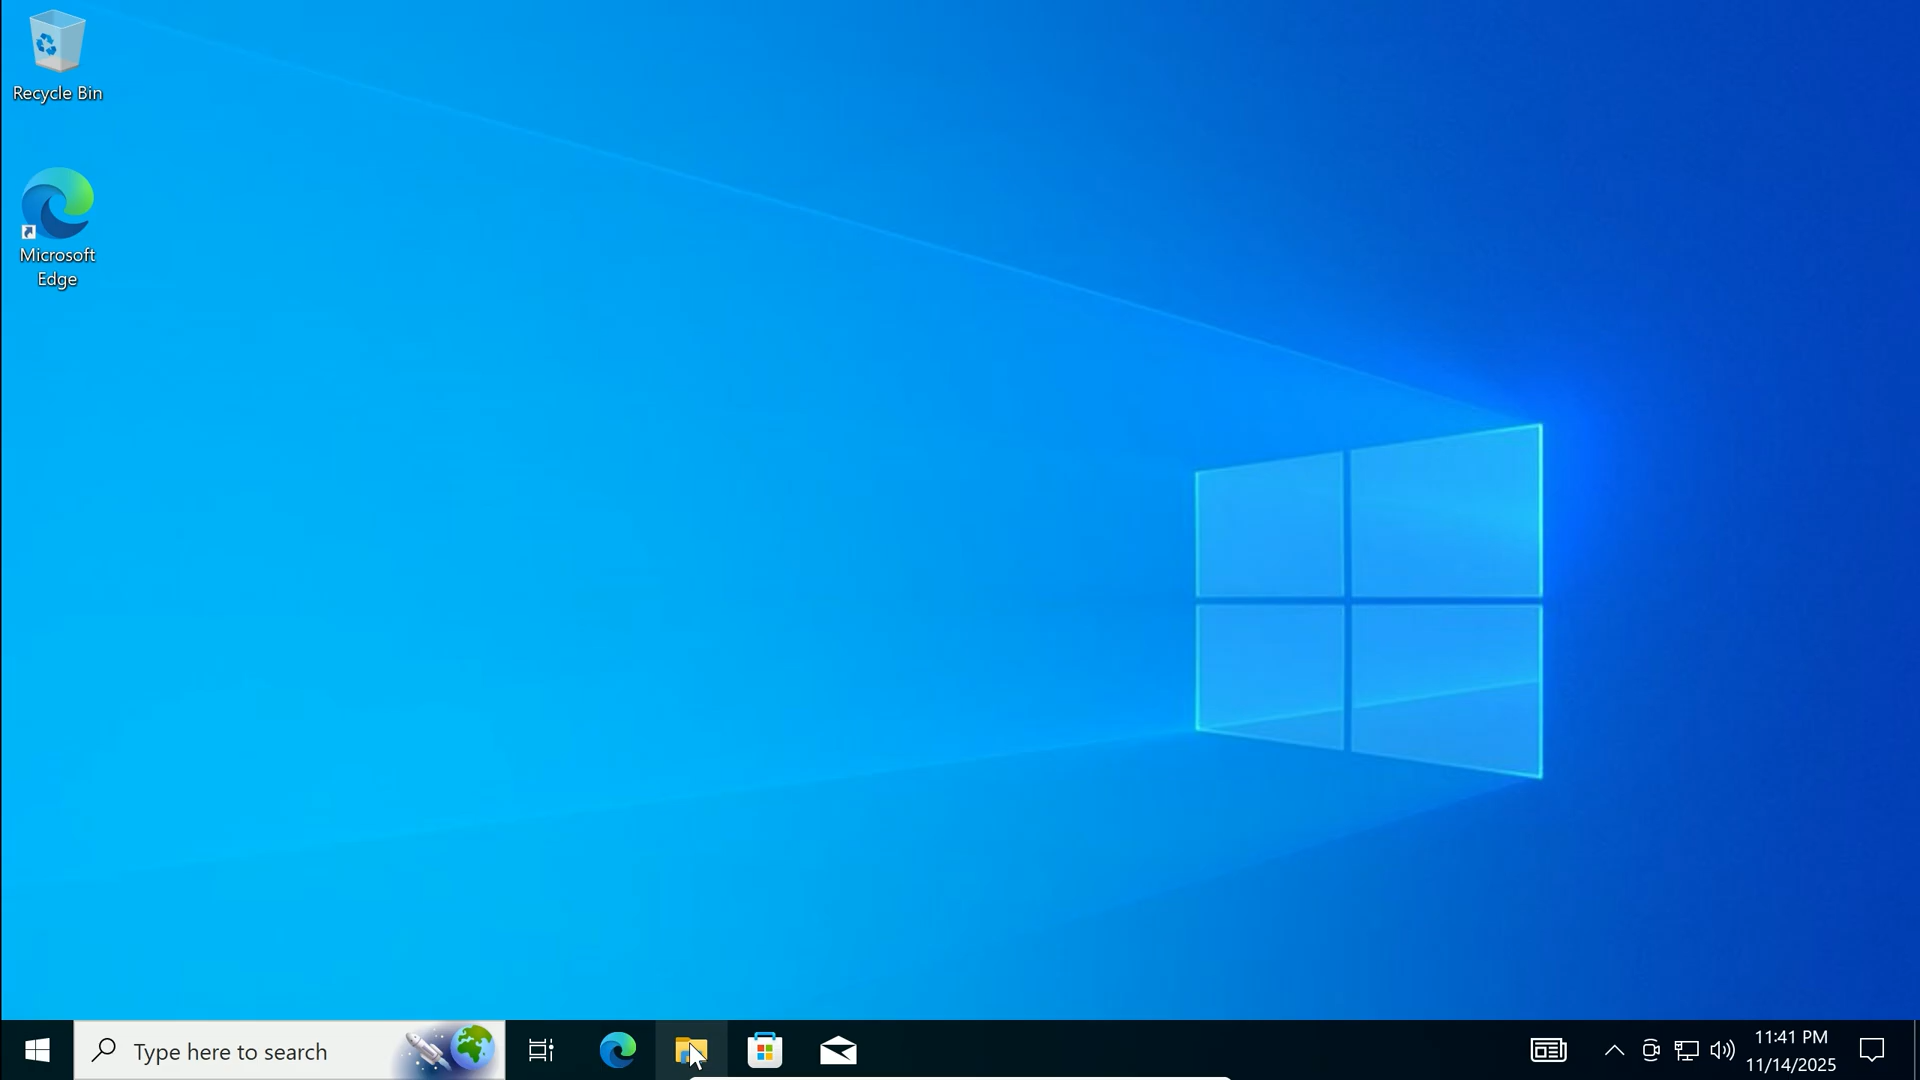 Recycle Bin
Microsoft
Edge
Type here to search
11:41 PM
11/14/2025